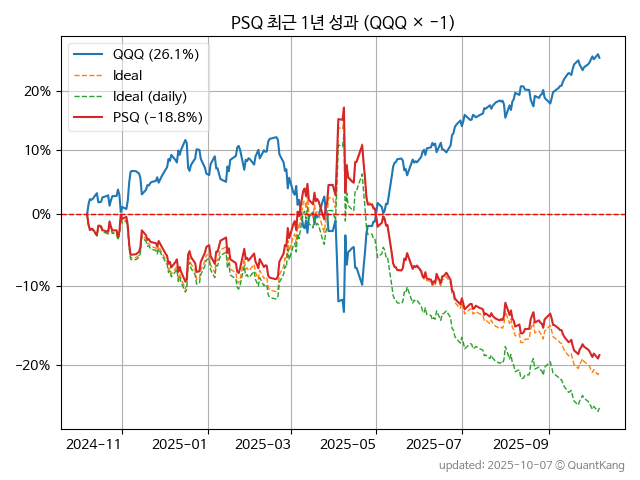 PSQ 최근 1년 성과 (QQQ × −1)
QQQ (26.1%)
Ideal
Ideal (daily)
PSQ (−18.8%)
20%
10%
0%
−10%
−20%
2024-11
2025-01
2025-03
2025-05
2025-07
2025-09
updated: 2025-10-07 © QuantKang